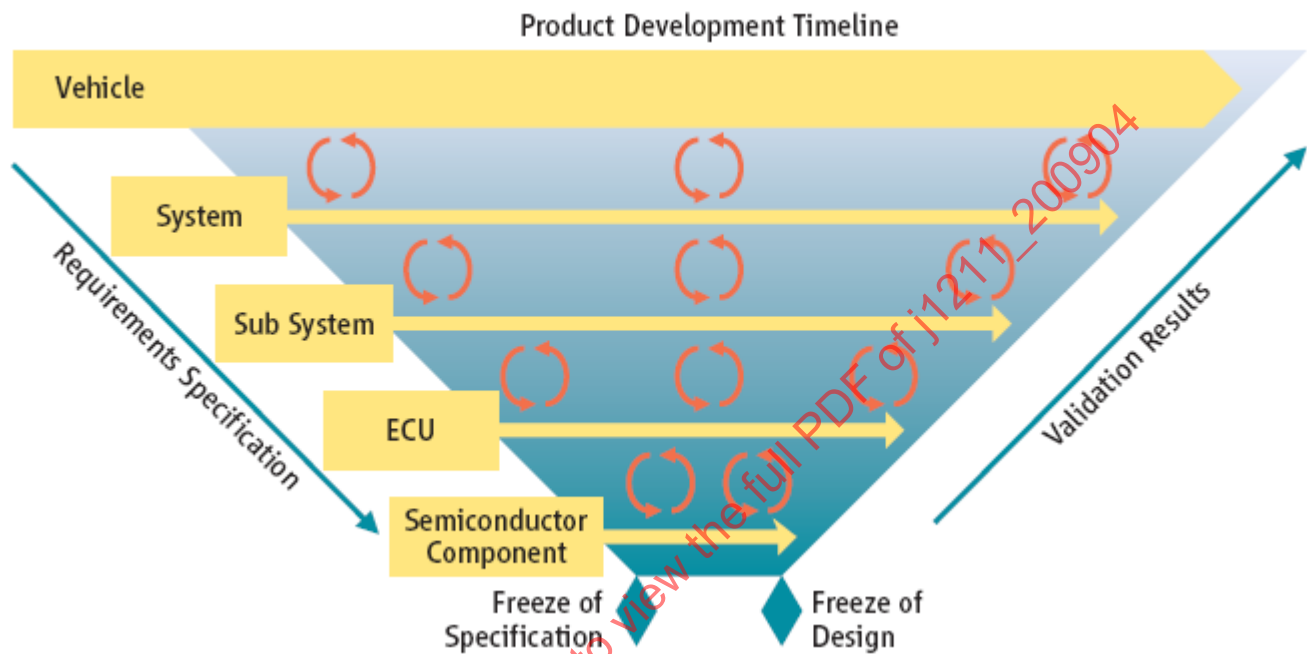 Product Development Timeline
Vehicle
System
Sub System
ECU
Semiconductor
Component
Requirements Specification
Validation Results
Freeze of
Specification
Freeze of
Design
to view the full PDF of j1211_200904